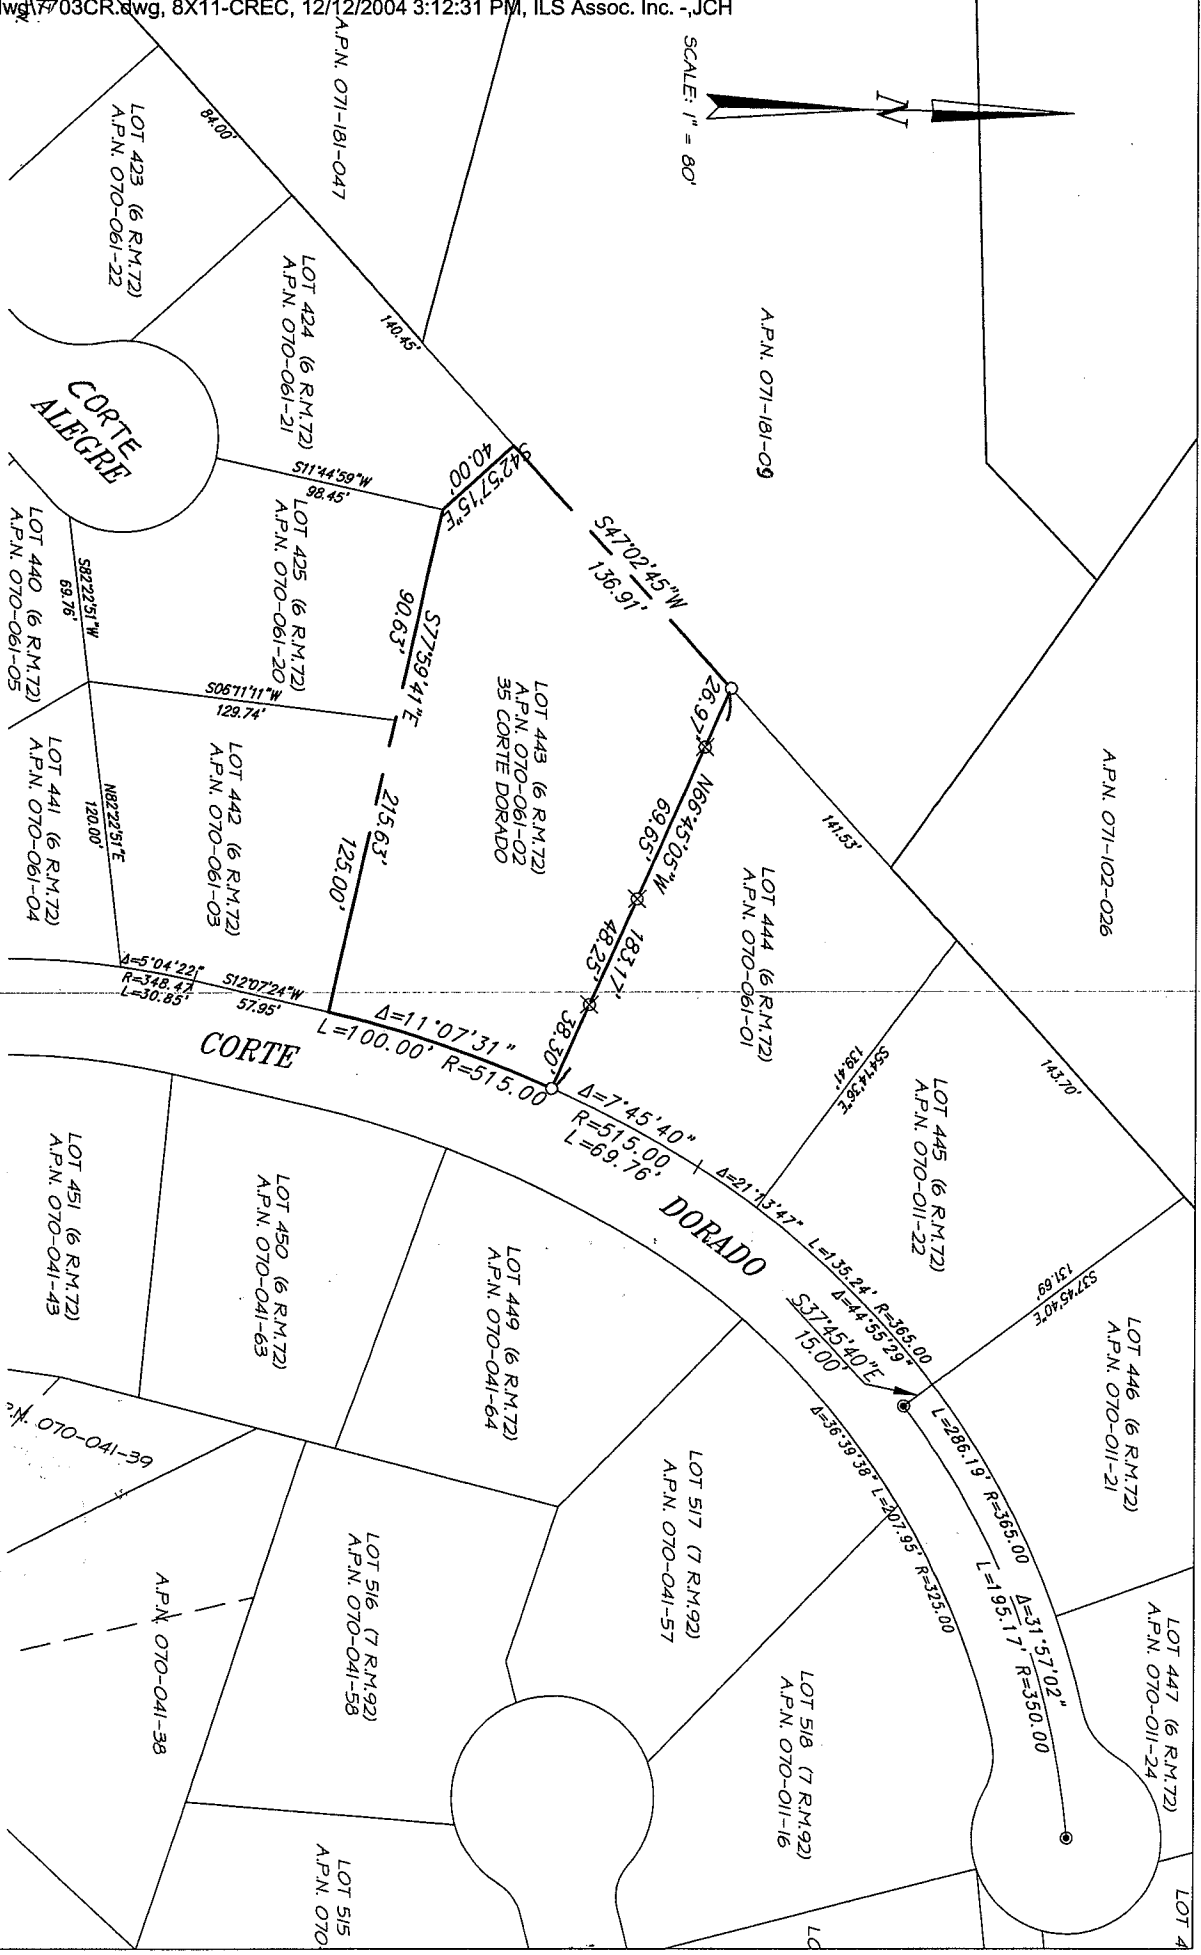 dwg\7703CR.dwg, 8X11-CREC, 12/12/2004 3:12:31 PM, ILS Assoc. Inc. -,JCH
SCALE: 1" = 80'
N
A.P.N. 071-181-047
A.P.N. 071-181-09
A.P.N. 071-102-026
84.00'
140.45'
S47°02'45"W
136.91'
141.53'
143.70'
LOT 423 (6 R.M.72)
A.P.N. 070-061-22
LOT 424 (6 R.M.72)
A.P.N. 070-061-21
CORTE
ALEGRE
S11°44'59"W
98.45'
S42°57'15"E
40.00'
LOT 425 (6 R.M.72)
A.P.N. 070-061-20
S77°59'41"E
90.63'
215.63'
125.00'
LOT 440 (6 R.M.72)
A.P.N. 070-061-05
S82°22'51"W
69.76'
S06°71'11"W
129.74'
LOT 441 (6 R.M.72)
A.P.N. 070-061-04
N82°22'51"E
120.00'
LOT 442 (6 R.M.72)
A.P.N. 070-061-03
LOT 443 (6 R.M.72)
A.P.N. 070-061-02
35 CORTE DORADO
26.97'
N66°45'05"W
69.65'
183.17'
48.25'
38.30'
LOT 444 (6 R.M.72)
A.P.N. 070-061-01
S54°14'36"E
139.41'
LOT 445 (6 R.M.72)
A.P.N. 070-011-22
S37°45'40"E
131.69'
LOT 446 (6 R.M.72)
A.P.N. 070-011-21
LOT 447 (6 R.M.72)
A.P.N. 070-011-24
LOT 4
Δ=5°04'22"
R=348.47
L=30.85'
S12°07'24"W
57.95'
Δ=11°07'31"
L=100.00' R=515.00
Δ=7°45'40"
R=515.00
L=69.76'
Δ=21°13'47" L=135.24' R=365.00
Δ=44°55'29"
S37°45'40"E
15.00'
L=286.19' R=365.00
Δ=31°57'02"
L=195.17' R=350.00
Δ=36°39'38" L=207.95' R=325.00
CORTE
DORADO
LOT 451 (6 R.M.72)
A.P.N. 070-041-43
LOT 450 (6 R.M.72)
A.P.N. 070-041-63
LOT 449 (6 R.M.72)
A.P.N. 070-041-64
LOT 517 (7 R.M.92)
A.P.N. 070-041-57
LOT 518 (7 R.M.92)
A.P.N. 070-011-16
LOT 516 (7 R.M.92)
A.P.N. 070-041-58
P.N. 070-041-39
A.P.N. 070-041-38
LOT 515
A.P.N. 070
LO